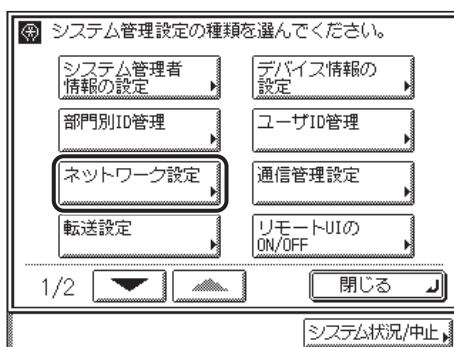 システム管理設定の種類を選んでください。
システム管理者
情報の設定
デバイス情報の
設定
部門別ID管理
ユーザID管理
ネットワーク設定
通信管理設定
転送設定
リモートUIの
ON/OFF
1/2
閉じる
システム状況/中止